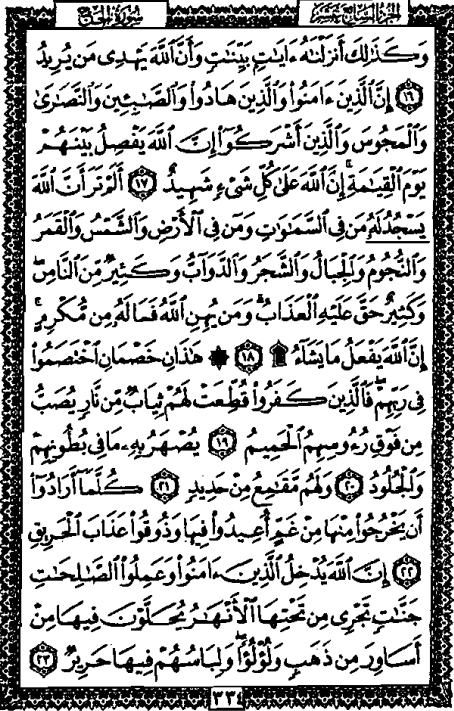 الجزء السابع عشر
سورة الحج
وَكَذَٰلِكَ أَنزَلْنَٰهُ ءَايَٰتٍۭ بَيِّنَٰتٍ وَأَنَّ ٱللَّهَ يَهْدِى مَن يُرِيدُ
١٦ إِنَّ ٱلَّذِينَ ءَامَنُوا۟ وَٱلَّذِينَ هَادُوا۟ وَٱلصَّٰبِـِٔينَ وَٱلنَّصَٰرَىٰ
وَٱلْمَجُوسَ وَٱلَّذِينَ أَشْرَكُوٓا۟ إِنَّ ٱللَّهَ يَفْصِلُ بَيْنَهُمْ
يَوْمَ ٱلْقِيَٰمَةِ ۚ إِنَّ ٱللَّهَ عَلَىٰ كُلِّ شَىْءٍ شَهِيدٌ ١٧ أَلَمْ تَرَ أَنَّ ٱللَّهَ
يَسْجُدُ لَهُۥ مَن فِى ٱلسَّمَٰوَٰتِ وَمَن فِى ٱلْأَرْضِ وَٱلشَّمْسُ وَٱلْقَمَرُ
وَٱلنُّجُومُ وَٱلْجِبَالُ وَٱلشَّجَرُ وَٱلدَّوَآبُّ وَكَثِيرٌ مِّنَ ٱلنَّاسِ ۖ
وَكَثِيرٌ حَقَّ عَلَيْهِ ٱلْعَذَابُ ۗ وَمَن يُهِنِ ٱللَّهُ فَمَا لَهُۥ مِن مُّكْرِمٍ ۚ
إِنَّ ٱللَّهَ يَفْعَلُ مَا يَشَآءُ ۩ ١٨ ۞ هَٰذَانِ خَصْمَانِ ٱخْتَصَمُوا۟
فِى رَبِّهِمْ ۖ فَٱلَّذِينَ كَفَرُوا۟ قُطِّعَتْ لَهُمْ ثِيَابٌ مِّن نَّارٍ يُصَبُّ
مِن فَوْقِ رُءُوسِهِمُ ٱلْحَمِيمُ ١٩ يُصْهَرُ بِهِۦ مَا فِى بُطُونِهِمْ
وَٱلْجُلُودُ ٢٠ وَلَهُم مَّقَٰمِعُ مِنْ حَدِيدٍ ٢١ كُلَّمَآ أَرَادُوٓا۟
أَن يَخْرُجُوا۟ مِنْهَا مِنْ غَمٍّ أُعِيدُوا۟ فِيهَا وَذُوقُوا۟ عَذَابَ ٱلْحَرِيقِ
٢٢ إِنَّ ٱللَّهَ يُدْخِلُ ٱلَّذِينَ ءَامَنُوا۟ وَعَمِلُوا۟ ٱلصَّٰلِحَٰتِ
جَنَّٰتٍ تَجْرِى مِن تَحْتِهَا ٱلْأَنْهَٰرُ يُحَلَّوْنَ فِيهَا مِنْ
أَسَاوِرَ مِن ذَهَبٍ وَلُؤْلُؤًا ۖ وَلِبَاسُهُمْ فِيهَا حَرِيرٌ ٢٣
٣٣٤